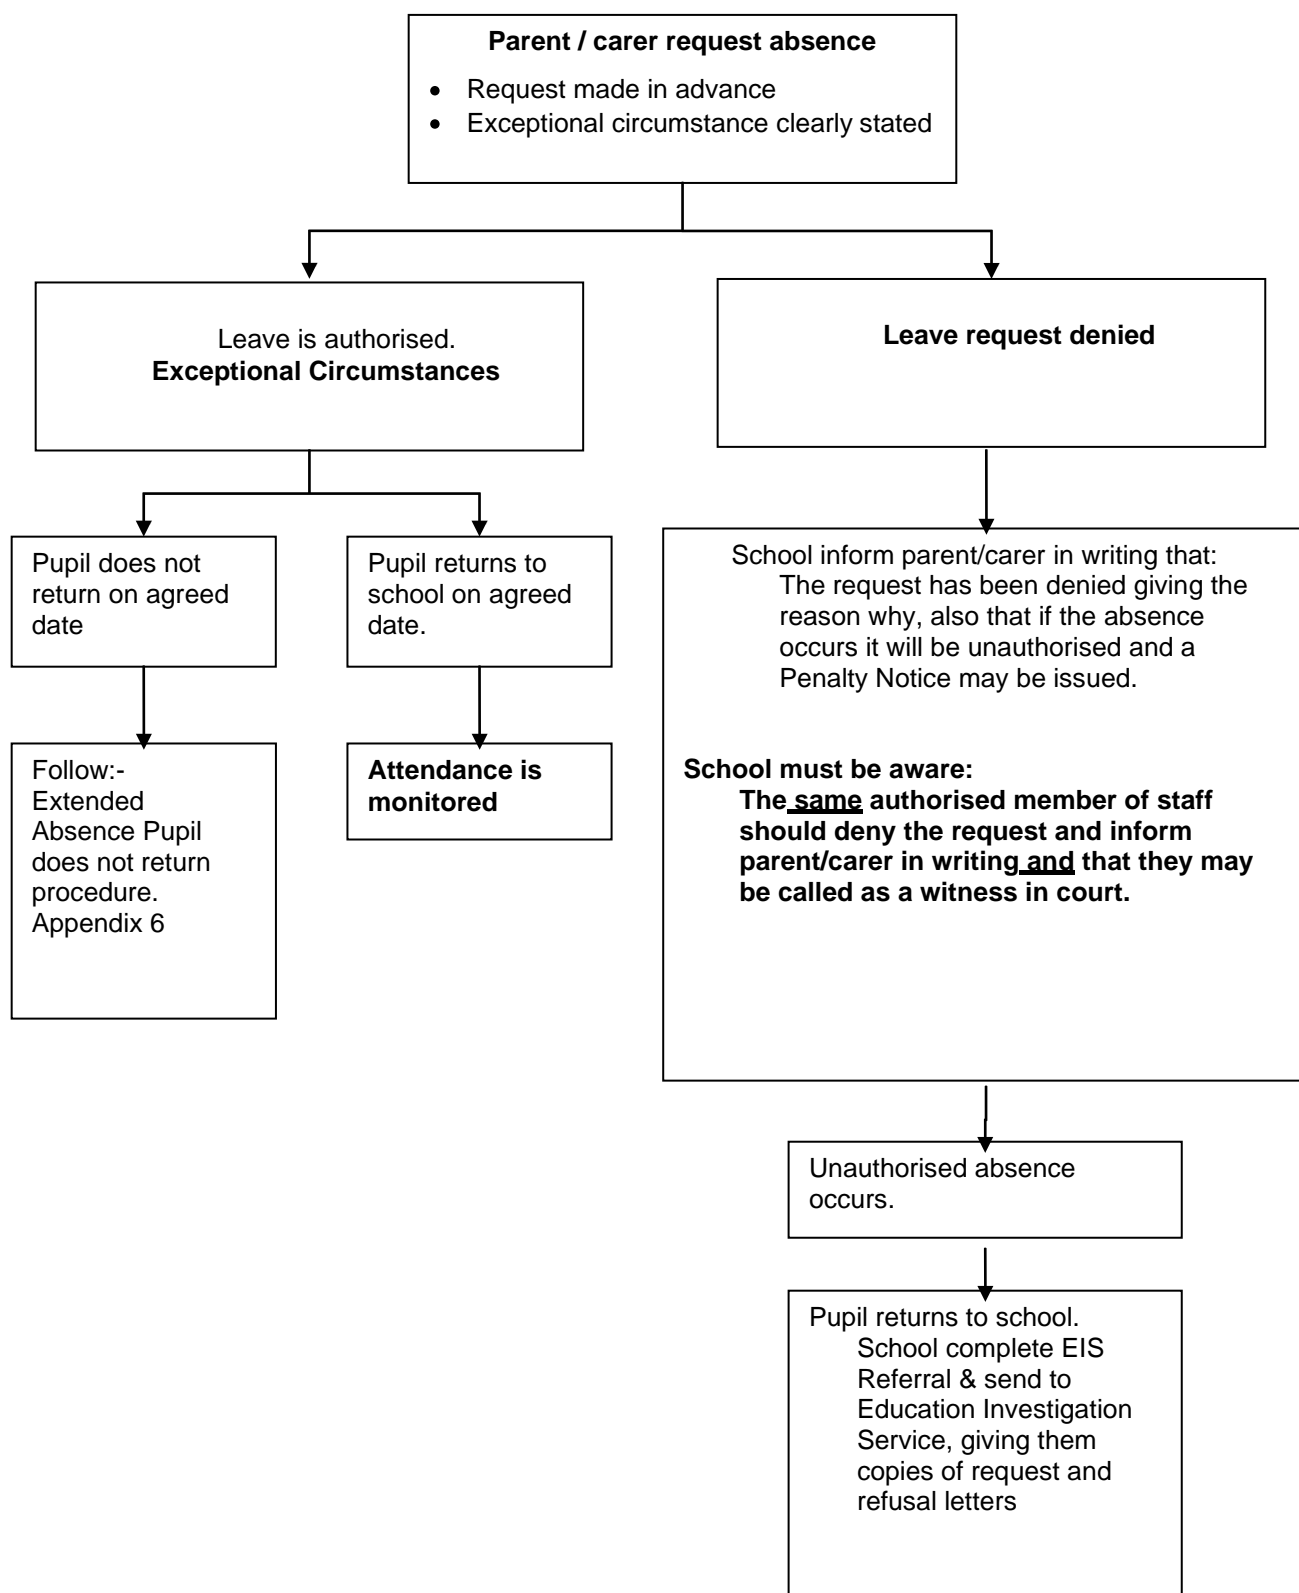 Parent / carer request absence
• Request made in advance
• Exceptional circumstance clearly stated
Leave is authorised.
Exceptional Circumstances
Leave request denied
Pupil does not
return on agreed
date
Pupil returns to
school on agreed
date.
Follow:-
Extended
Absence Pupil
does not return
procedure.
Appendix 6
Attendance is
monitored
School inform parent/carer in writing that:
The request has been denied giving the
reason why, also that if the absence
occurs it will be unauthorised and a
Penalty Notice may be issued.
School must be aware:
The same authorised member of staff
should deny the request and inform
parent/carer in writing and that they may
be called as a witness in court.
Unauthorised absence
occurs.
Pupil returns to school.
School complete EIS
Referral & send to
Education Investigation
Service, giving them
copies of request and
refusal letters